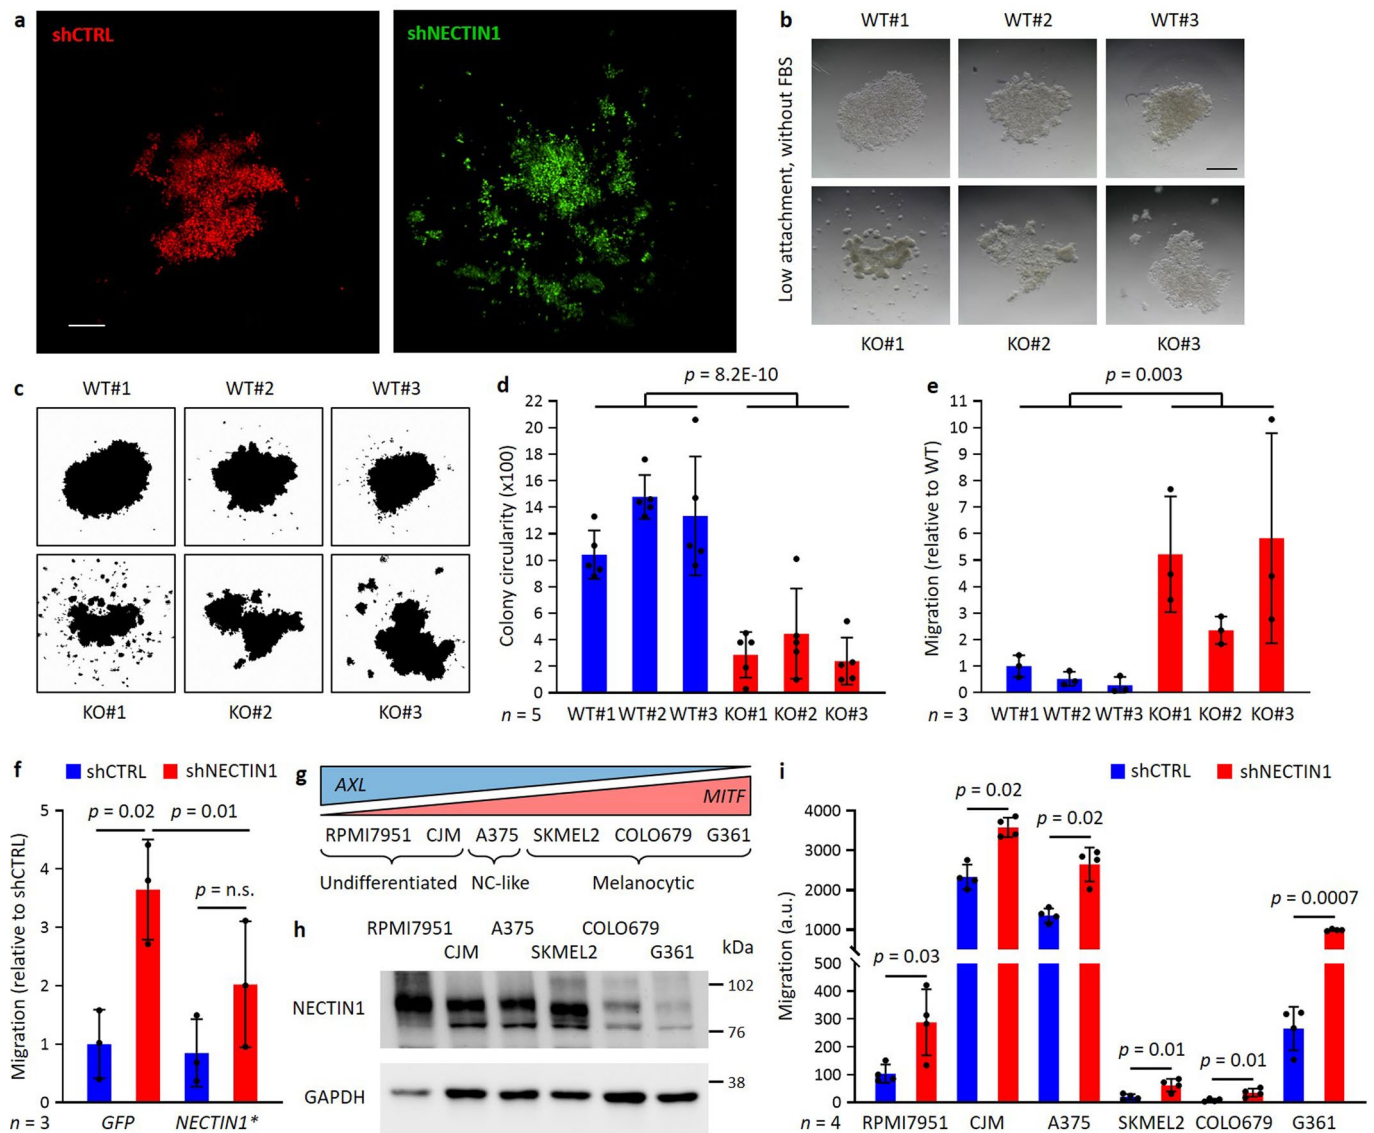 a
shCTRL
shNECTIN1
b
WT#1 WT#2 WT#3
Low attachment, without FBS
KO#1 KO#2 KO#3
c
WT#1 WT#2 WT#3
KO#1 KO#2 KO#3
d
p = 8.2E-10
Colony circularity (x100)
22
20
18
16
14
12
10
8
6
4
2
0
n = 5 WT#1 WT#2 WT#3 KO#1 KO#2 KO#3
e
p = 0.003
Migration (relative to WT)
11
10
9
8
7
6
5
4
3
2
1
0
n = 3 WT#1 WT#2 WT#3 KO#1 KO#2 KO#3
f
shCTRL shNECTIN1
p = 0.02 p = 0.01
p = n.s.
Migration (relative to shCTRL)
5
4
3
2
1
0
n = 3 GFP NECTIN1*
g
AXL
MITF
RPMI7951 CJM A375 SKMEL2 COLO679 G361
Undifferentiated NC-like Melanocytic
h
RPMI7951 A375 COLO679
CJM SKMEL2 G361
kDa
NECTIN1
102
76
GAPDH
38
i
shCTRL shNECTIN1
p = 0.03
p = 0.02
p = 0.02
p = 0.01
p = 0.01
p = 0.0007
Migration (a.u.)
4000
3000
2000
1000
500
400
300
200
100
0
n = 4 RPMI7951 CJM A375 SKMEL2 COLO679 G361